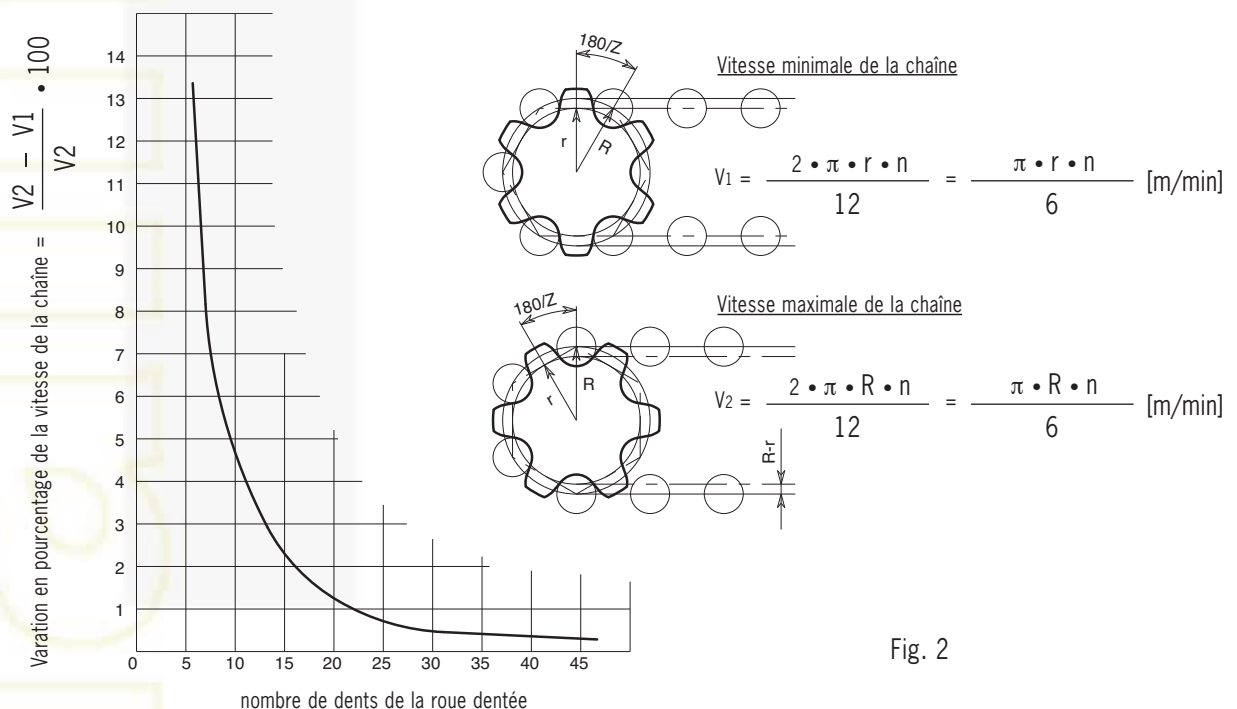 Varation en pourcentage de la vitesse de la chaîne = V2 – V1 / V2 • 100
14
13
12
11
10
9
8
7
6
5
4
3
2
1
0 5 10 15 20 25 30 35 40 45
nombre de dents de la roue dentée
180/Z
r
R
Vitesse minimale de la chaîne
V1 = 2 • π • r • n / 12 = π • r • n / 6 [m/min]
180/Z
r
R
R-r
Vitesse maximale de la chaîne
V2 = 2 • π • R • n / 12 = π • R • n / 6 [m/min]
Fig. 2